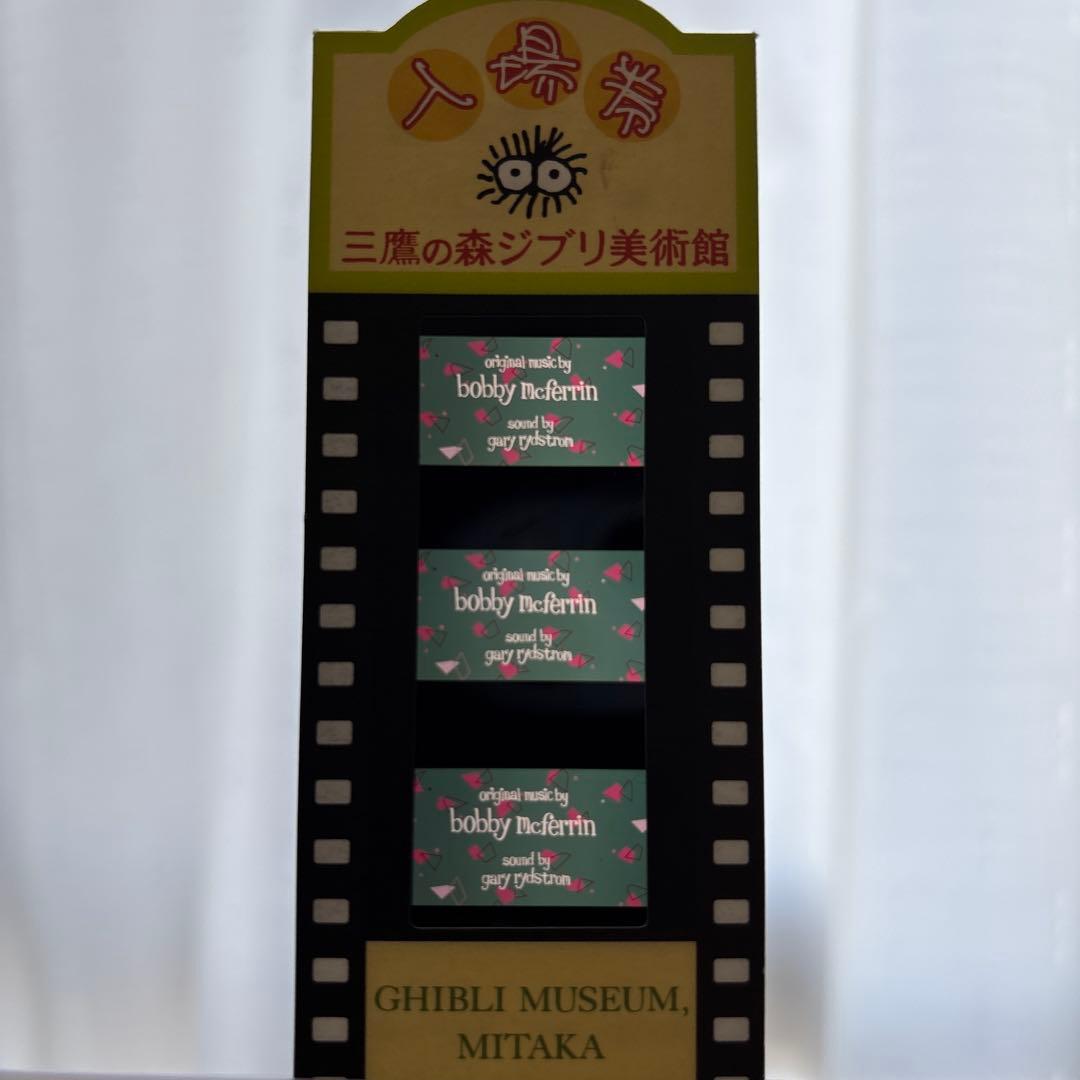 入場券
三鷹の森ジブリ美術館
original music by
bobby mcferrin
sound by
gary rydstrom
original music by
bobby mcferrin
sound by
gary rydstrom
original music by
bobby mcferrin
sound by
gary rydstrom
GHIBLI MUSEUM,
MITAKA